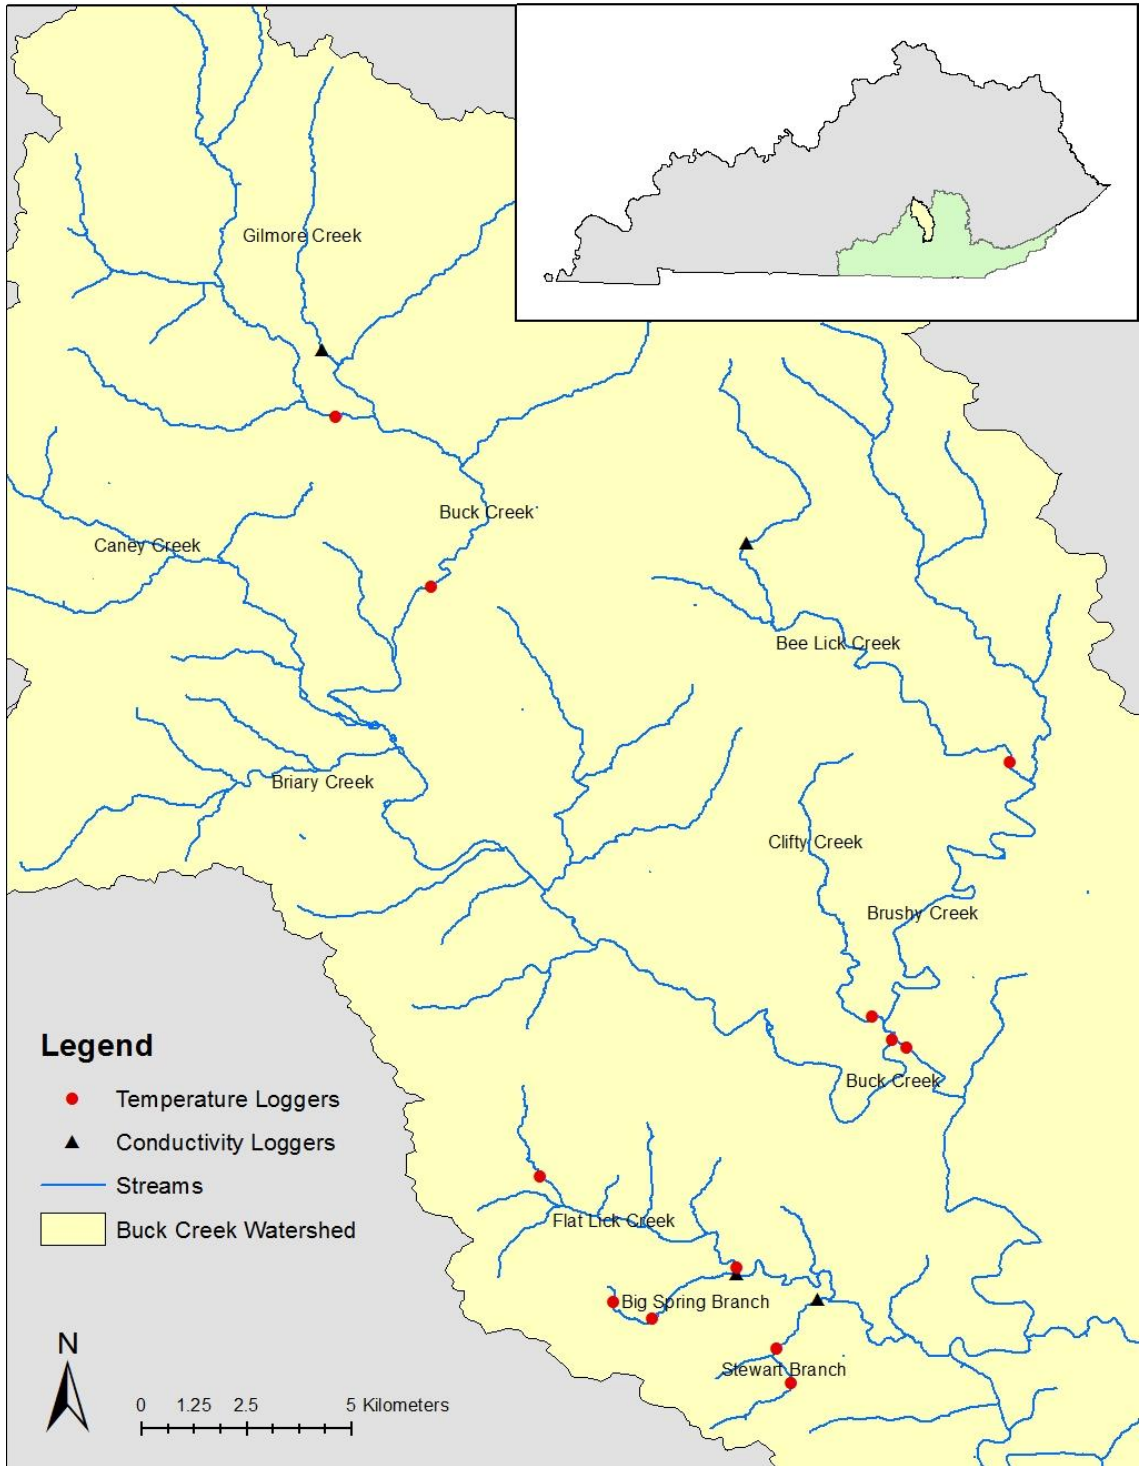 Gilmore Creek
Buck Creek
Caney Creek
Bee Lick Creek
Briary Creek
Clifty Creek
Brushy Creek
Buck Creek
Legend
Temperature Loggers
Conductivity Loggers
Streams
Buck Creek Watershed
Flat Lick Creek
Big Spring Branch
Stewart Branch
N
0 1.25 2.5 5 Kilometers